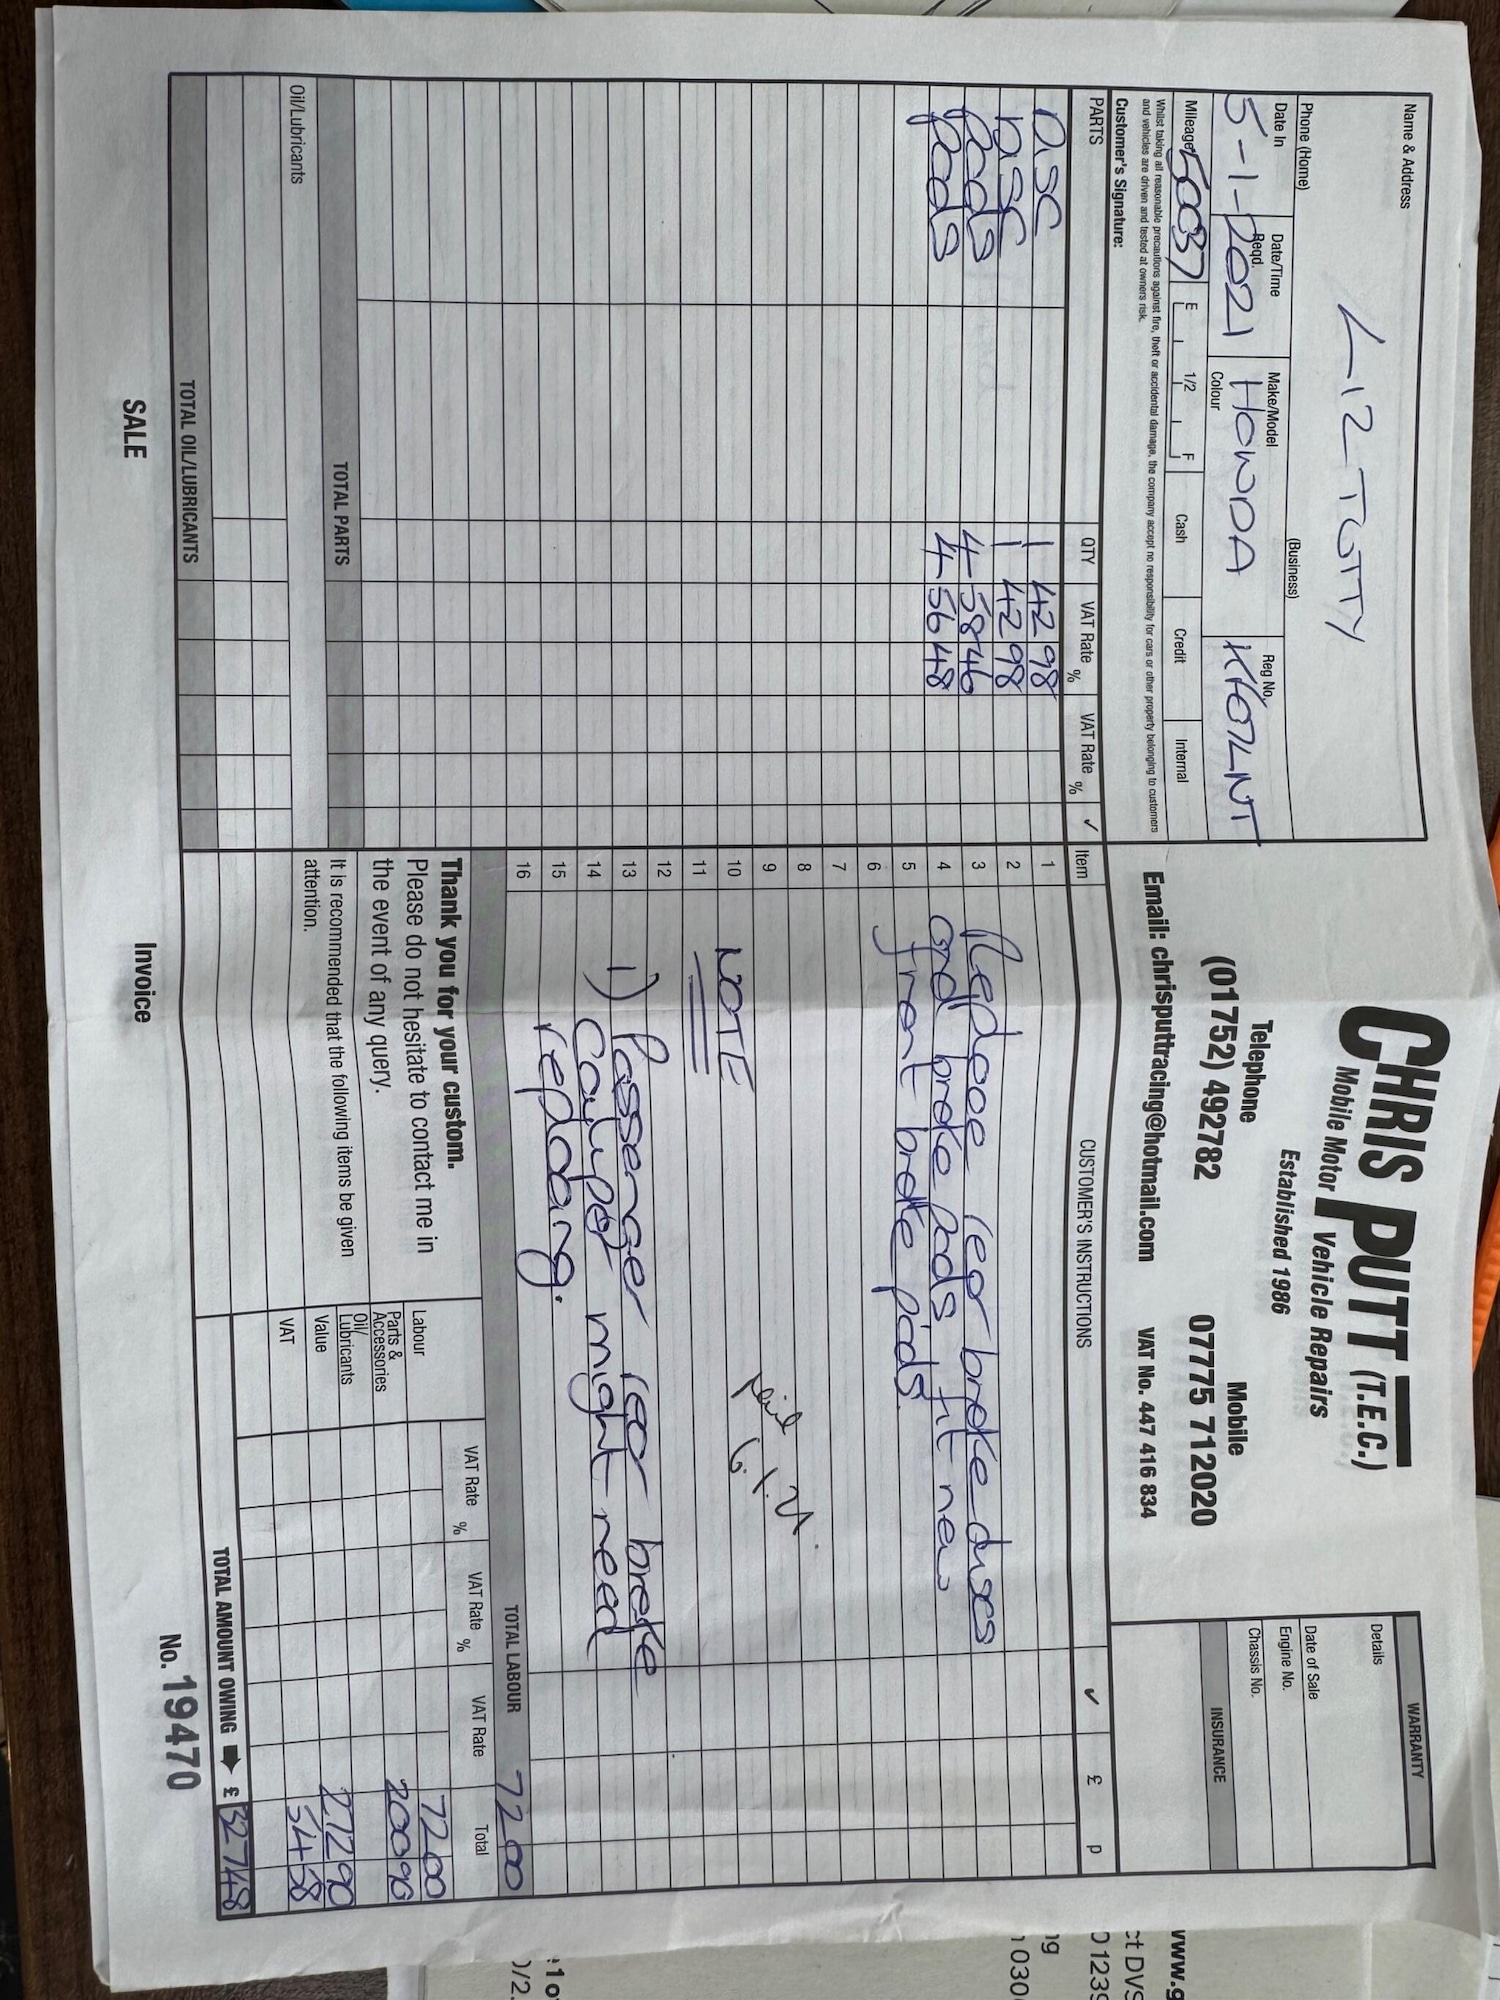 Name & Address
LIZ TUTTY
Phone (Home)
(Business)
Date In
Date/Time Reqd.
Make/Model
Reg No.
5-1-2021 HONDA
Colour
Mileage
E 1/2 F
Cash
Credit
Internal
Whilst taking all reasonable precautions against fire, theft or accidental damage, the company accept no responsibility for cars or other property belonging to customers
and vehicles are driven and tested at owners risk.
Customer's Signature:
CHRIS PUTT (T.E.C.)
Mobile Motor Vehicle Repairs
Established 1986
Telephone
Mobile
(01752) 492782
07775 712020
Email: chrisputtracing@hotmail.com
VAT No. 447 416 834
WARRANTY
Details
Date of Sale
Engine No.
Chassis No.
INSURANCE
PARTS
QTY
VAT Rate %
VAT Rate %
✓
DISC 1 42 98
DISC 1 42 98
Pads 4 58 46
Pads 4 56 48
TOTAL PARTS
Oil/Lubricants
TOTAL OIL/LUBRICANTS
SALE
Item
CUSTOMER'S INSTRUCTIONS
✓
£
p
1
2
3 Replace rear brake discs
4 and brake pads, fit new
5 front brake pads.
6
7
8
9
10 NOTE
11
12
13 1) Passenger rear brake
14 Caliper might need
15 replacing.
16
paid
6.1.21.
TOTAL LABOUR 72 00
Thank you for your custom.
Please do not hesitate to contact me in
the event of any query.
It is recommended that the following items be given
attention.
VAT Rate %
VAT Rate %
VAT Rate
Total
Labour 72 00
Parts & Accessories 200 90
Oil/ Lubricants
Value 272 90
VAT 54 58
TOTAL AMOUNT OWING £ 327 48
Invoice
No. 19470